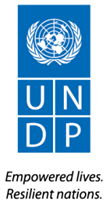 U N
D P
Empowered lives.
Resilient nations.